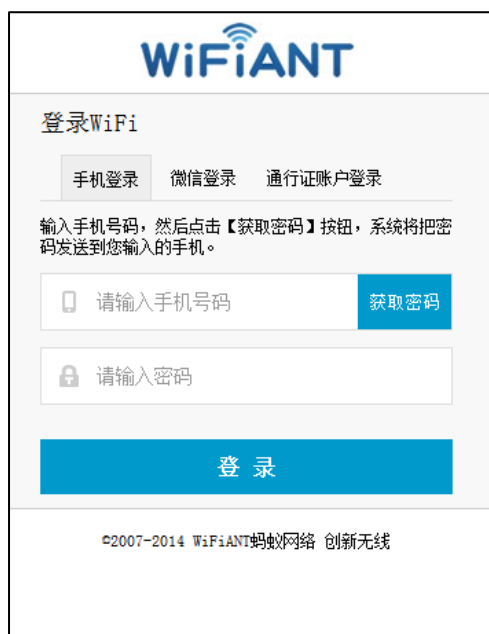 WiFiANT
登录WiFi
手机登录 微信登录 通行证账户登录
输入手机号码，然后点击【获取密码】按钮，系统将把密
码发送到您输入的手机。
请输入手机号码 获取密码
请输入密码
登 录
©2007-2014 WiFiANT蚂蚁网络 创新无线